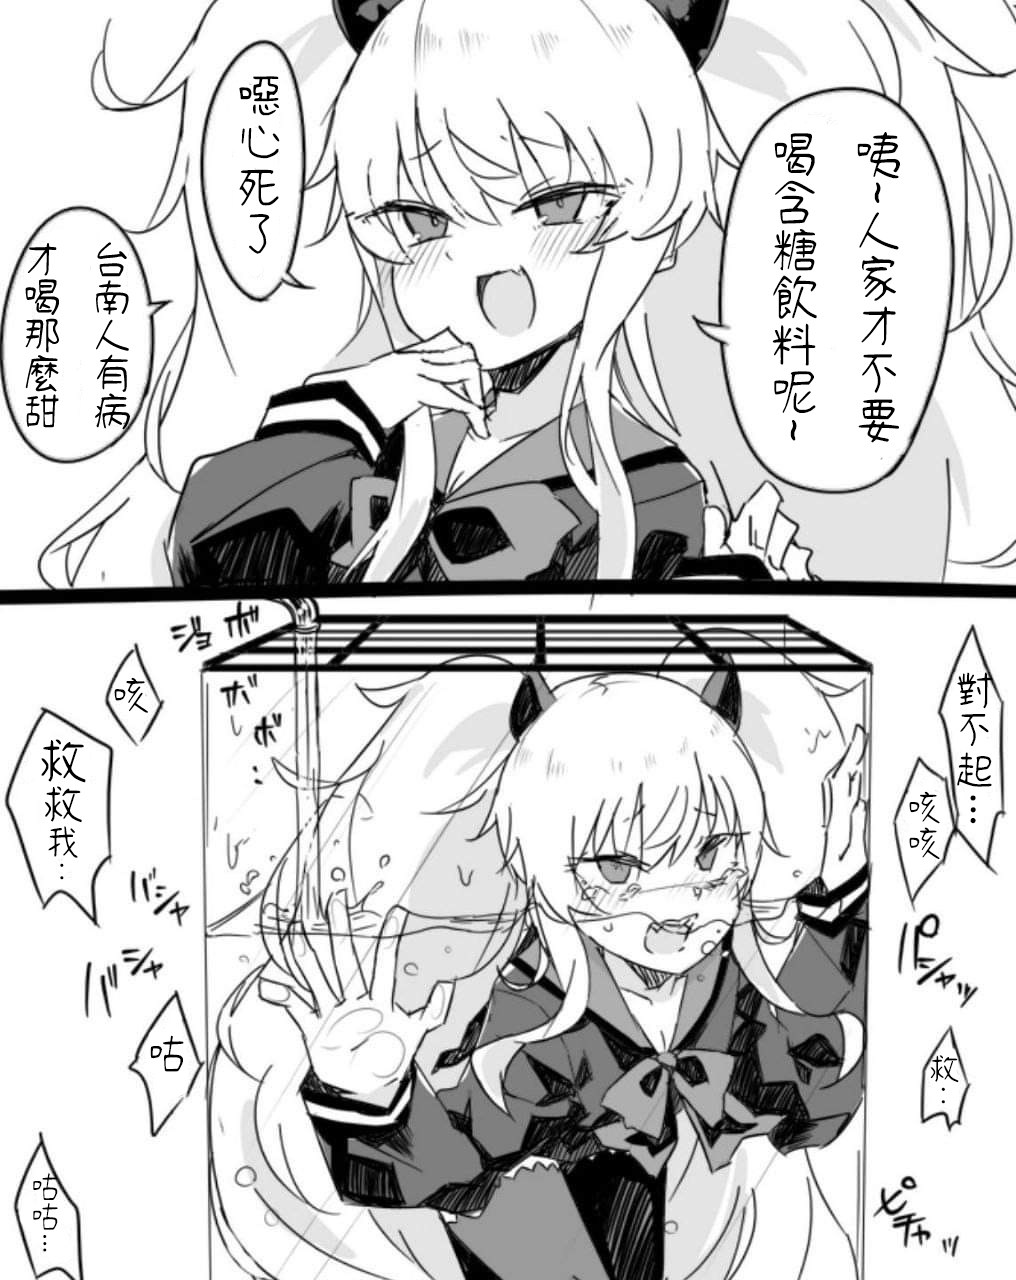 咦~人家才不要
喝含糖飲料呢~
噁心死了
台南人有病
才喝那麼甜
ジョボ
ボボ
對不起…
咳咳
咳
救救我…
バシャ
バシャ
パシャッ
咕
救…
咕咕…
ピチャッ